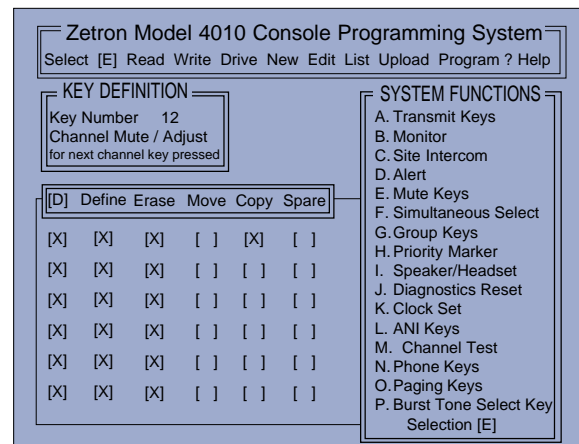 Zetron Model 4010 Console Programming System
Select [E] Read Write Drive New Edit List Upload Program ? Help
KEY DEFINITION
Key Number 12
Channel Mute / Adjust
for next channel key pressed
[D] Define Erase Move Copy Spare
[X] [X] [X] [ ] [X] [ ]
[X] [X] [X] [ ] [ ] [ ]
[X] [X] [X] [ ] [ ] [ ]
[X] [X] [X] [ ] [ ] [ ]
[X] [X] [X] [ ] [ ] [ ]
[X] [X] [X] [ ] [ ] [ ]
SYSTEM FUNCTIONS
A. Transmit Keys
B. Monitor
C. Site Intercom
D. Alert
E. Mute Keys
F. Simultaneous Select
G. Group Keys
H. Priority Marker
I. Speaker/Headset
J. Diagnostics Reset
K. Clock Set
L. ANI Keys
M. Channel Test
N. Phone Keys
O. Paging Keys
P. Burst Tone Select Key
Selection [E]